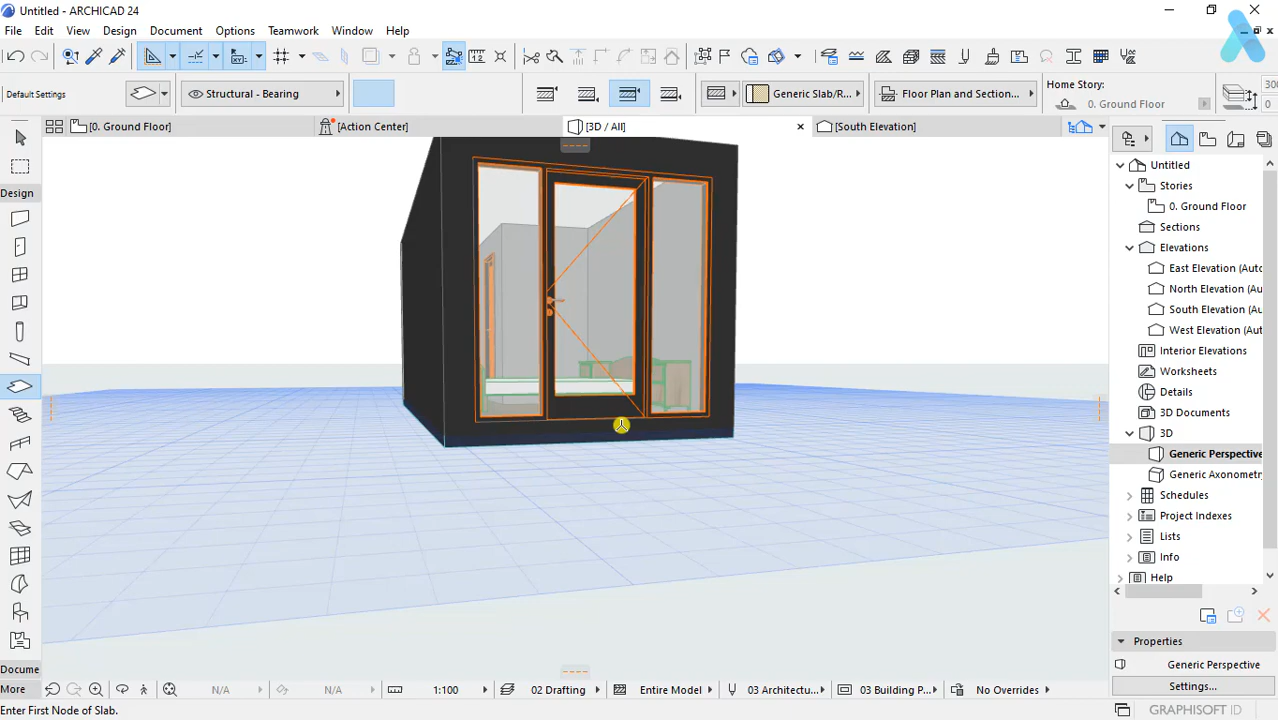 Untitled - ARCHICAD 24
File Edit View Design Document Options Teamwork Window Help
Default Settings
Structural - Bearing
Generic Slab/R...
Floor Plan and Section...
Home Story:
0. Ground Floor
300
0
[0. Ground Floor]
[Action Center]
[3D / All]
[South Elevation]
Design
Docume
More
Untitled
Stories
0. Ground Floor
Sections
Elevations
East Elevation (Auto
North Elevation (Au
South Elevation (Au
West Elevation (Aut
Interior Elevations
Worksheets
Details
3D Documents
3D
Generic Perspective
Generic Axonometr
Schedules
Project Indexes
Lists
Info
Help
Properties
Generic Perspective
Settings...
N/A
N/A
1:100
02 Drafting
Entire Model
03 Architectu...
03 Building P...
No Overrides
Enter First Node of Slab.
GRAPHISOFT ID